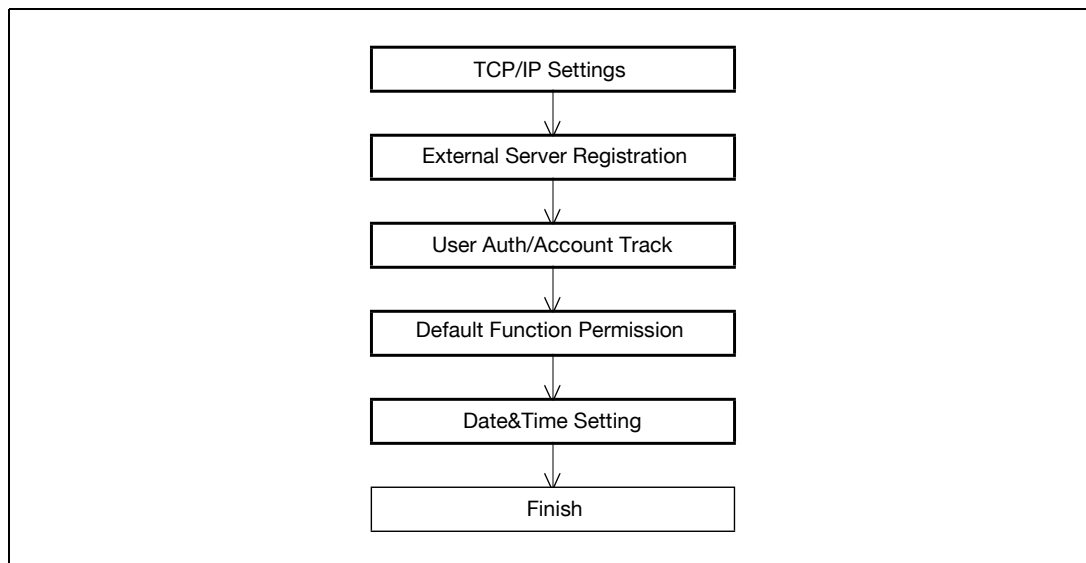 TCP/IP Settings
External Server Registration
User Auth/Account Track
Default Function Permission
Date&Time Setting
Finish